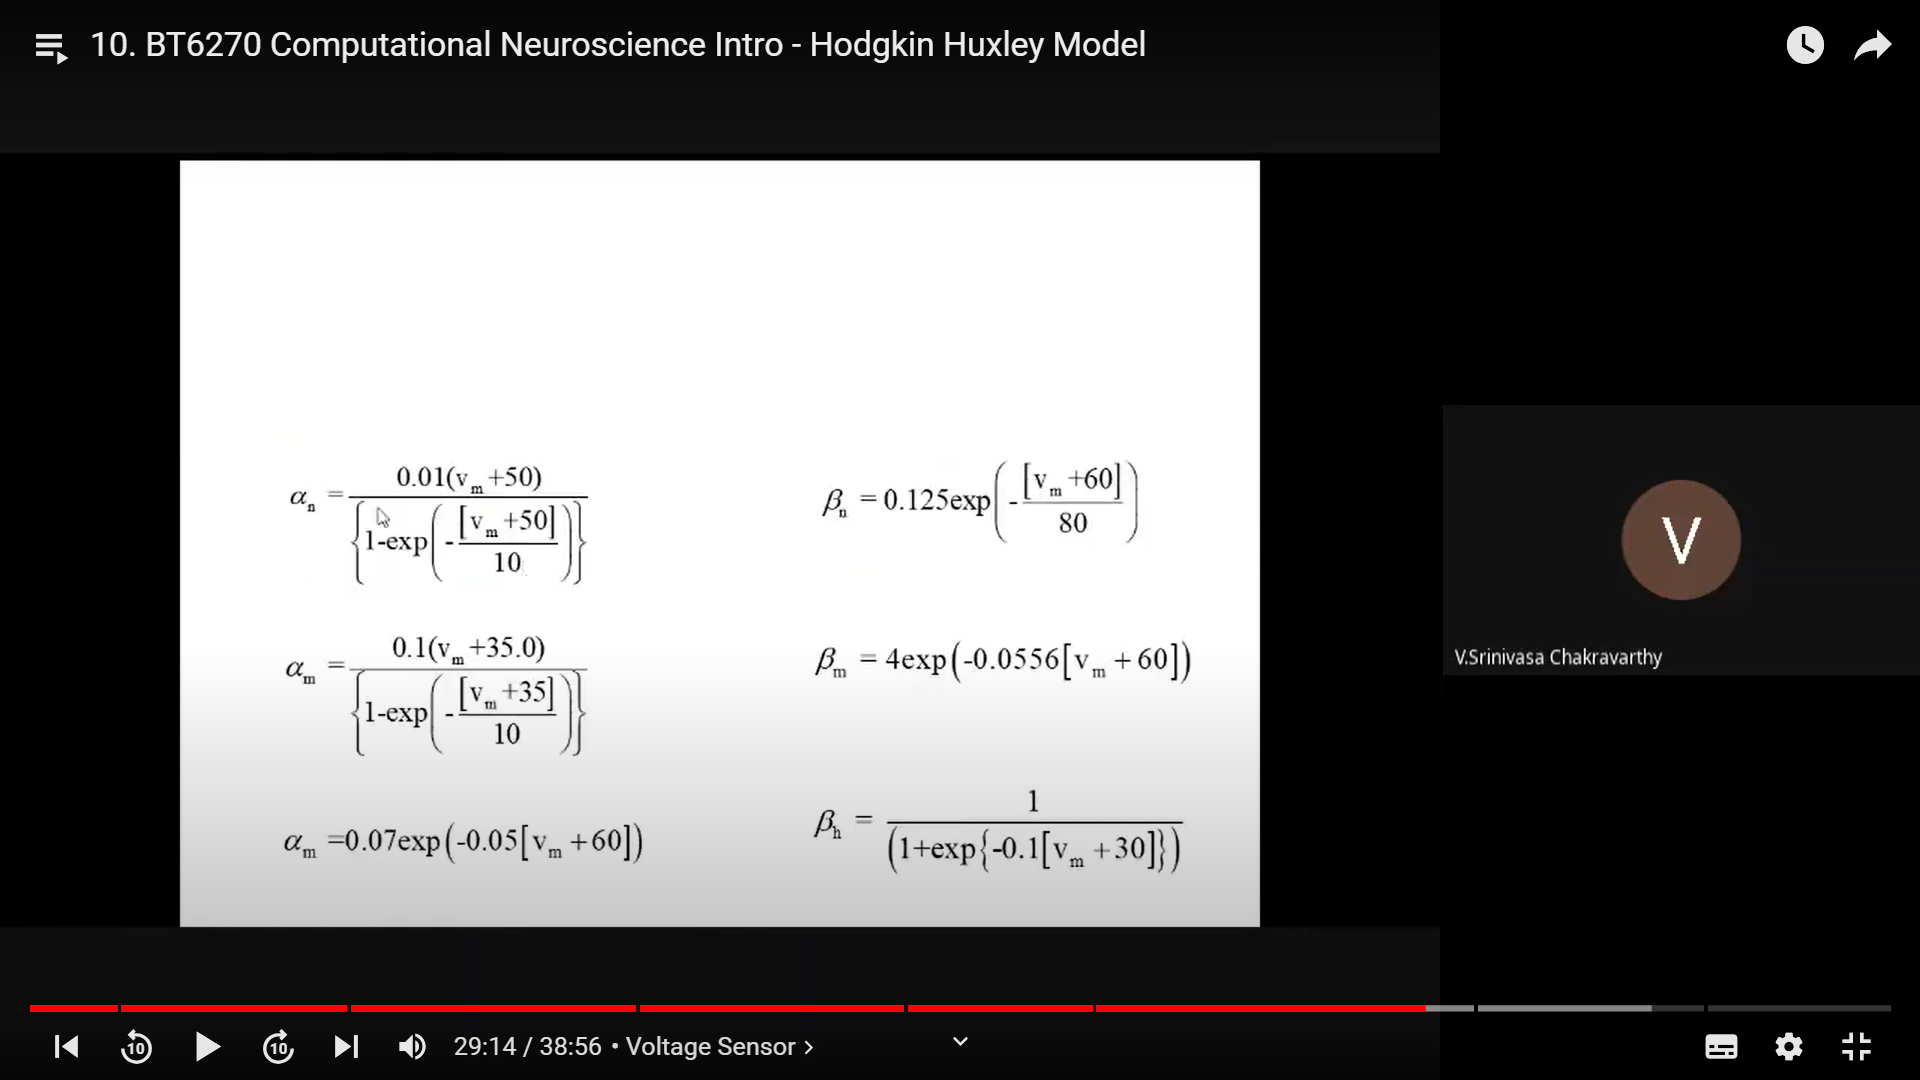 10. BT6270 Computational Neuroscience Intro - Hodgkin Huxley Model
αn = 0.01(vm+50) / {1-exp(-[vm+50]/10)}
βn = 0.125exp(-[vm+60]/80)
αm = 0.1(vm+35.0) / {1-exp(-[vm+35]/10)}
βm = 4exp(-0.0556[vm+60])
αm =0.07exp(-0.05[vm+60])
βh = 1 / (1+exp{-0.1[vm+30]})
V
V.Srinivasa Chakravarthy
10
10
29:14 / 38:56 • Voltage Sensor